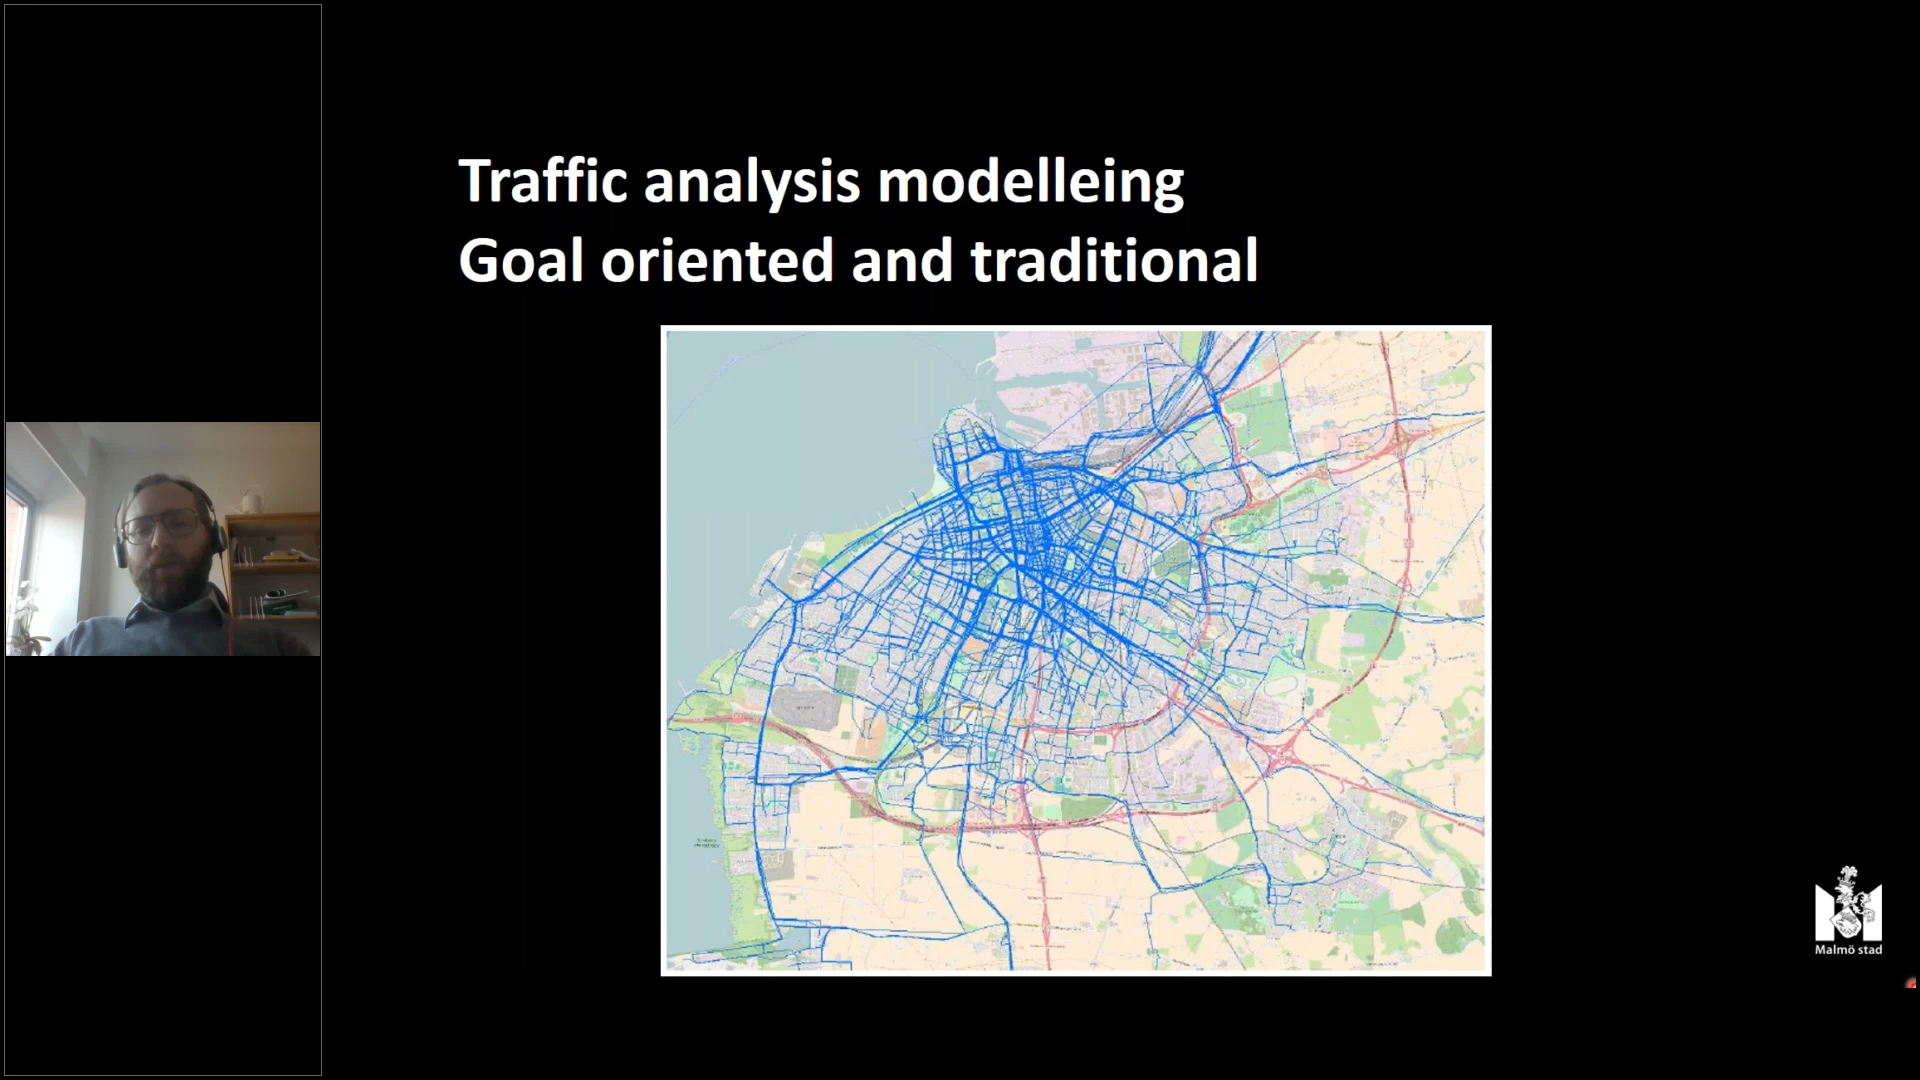 Traffic analysis modelleing
Goal oriented and traditional
Malmö stad